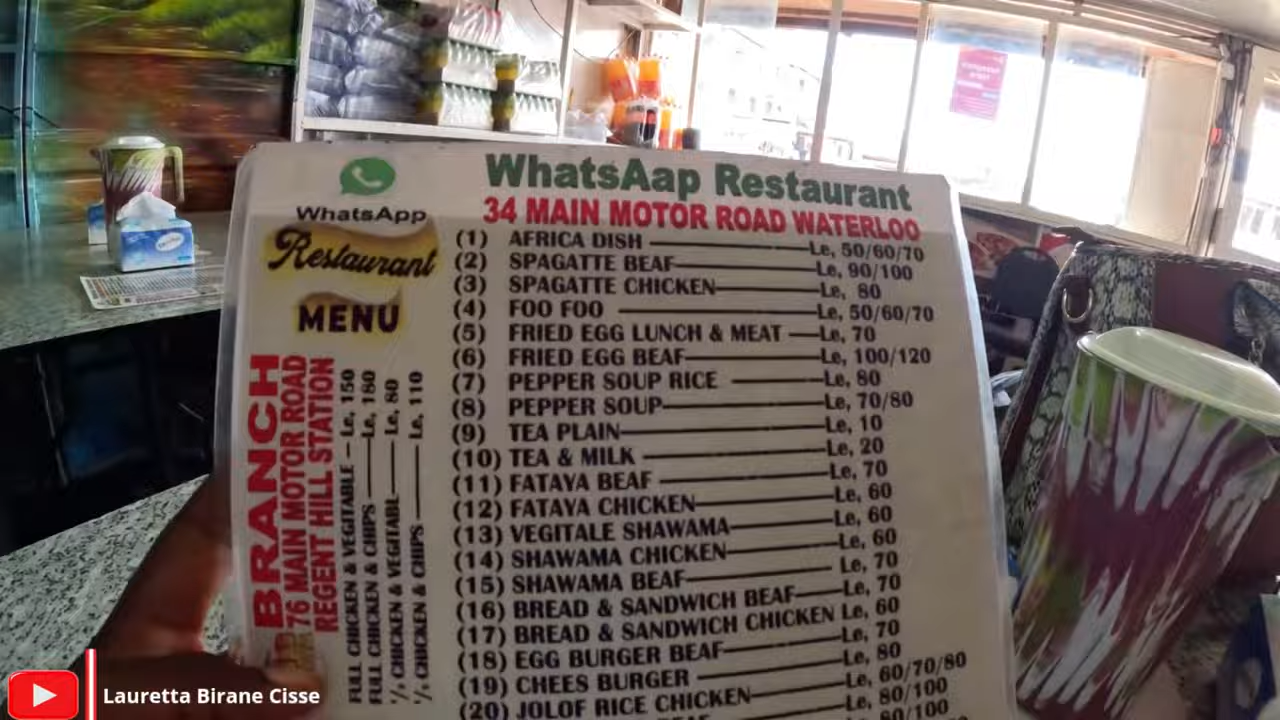 WhatsApp
Restaurant
MENU
BRANCH
76 MAIN MOTOR ROAD
REGENT HILL STATION
FULL CHICKEN & VEGITABLE — Le, 150
FULL CHICKEN & CHIPS — Le, 180
CHICKEN & VEGITABL — Le, 80
CHICKEN & CHIPS — Le, 110
WhatsAap Restaurant
34 MAIN MOTOR ROAD WATERLOO
(1) AFRICA DISH — Le, 50/60/70
(2) SPAGATTE BEAF — Le, 90/100
(3) SPAGATTE CHICKEN — Le, 80
(4) FOO FOO — Le, 50/60/70
(5) FRIED EGG LUNCH & MEAT — Le, 70
(6) FRIED EGG BEAF — Le, 100/120
(7) PEPPER SOUP RICE — Le, 80
(8) PEPPER SOUP — Le, 70/80
(9) TEA PLAIN — Le, 10
(10) TEA & MILK — Le, 20
(11) FATAYA BEAF — Le, 70
(12) FATAYA CHICKEN — Le, 60
(13) VEGITALE SHAWAMA — Le, 60
(14) SHAWAMA CHICKEN — Le, 60
(15) SHAWAMA BEAF — Le, 70
(16) BREAD & SANDWICH BEAF — Le, 70
(17) BREAD & SANDWICH CHICKEN Le, 60
(18) EGG BURGER BEAF — Le, 70
(19) CHEES BURGER — Le, 80
(20) JOLOF RICE CHICKEN — Le, 60/70/80
Le, 80/100
80/100
Lauretta Birane Cisse